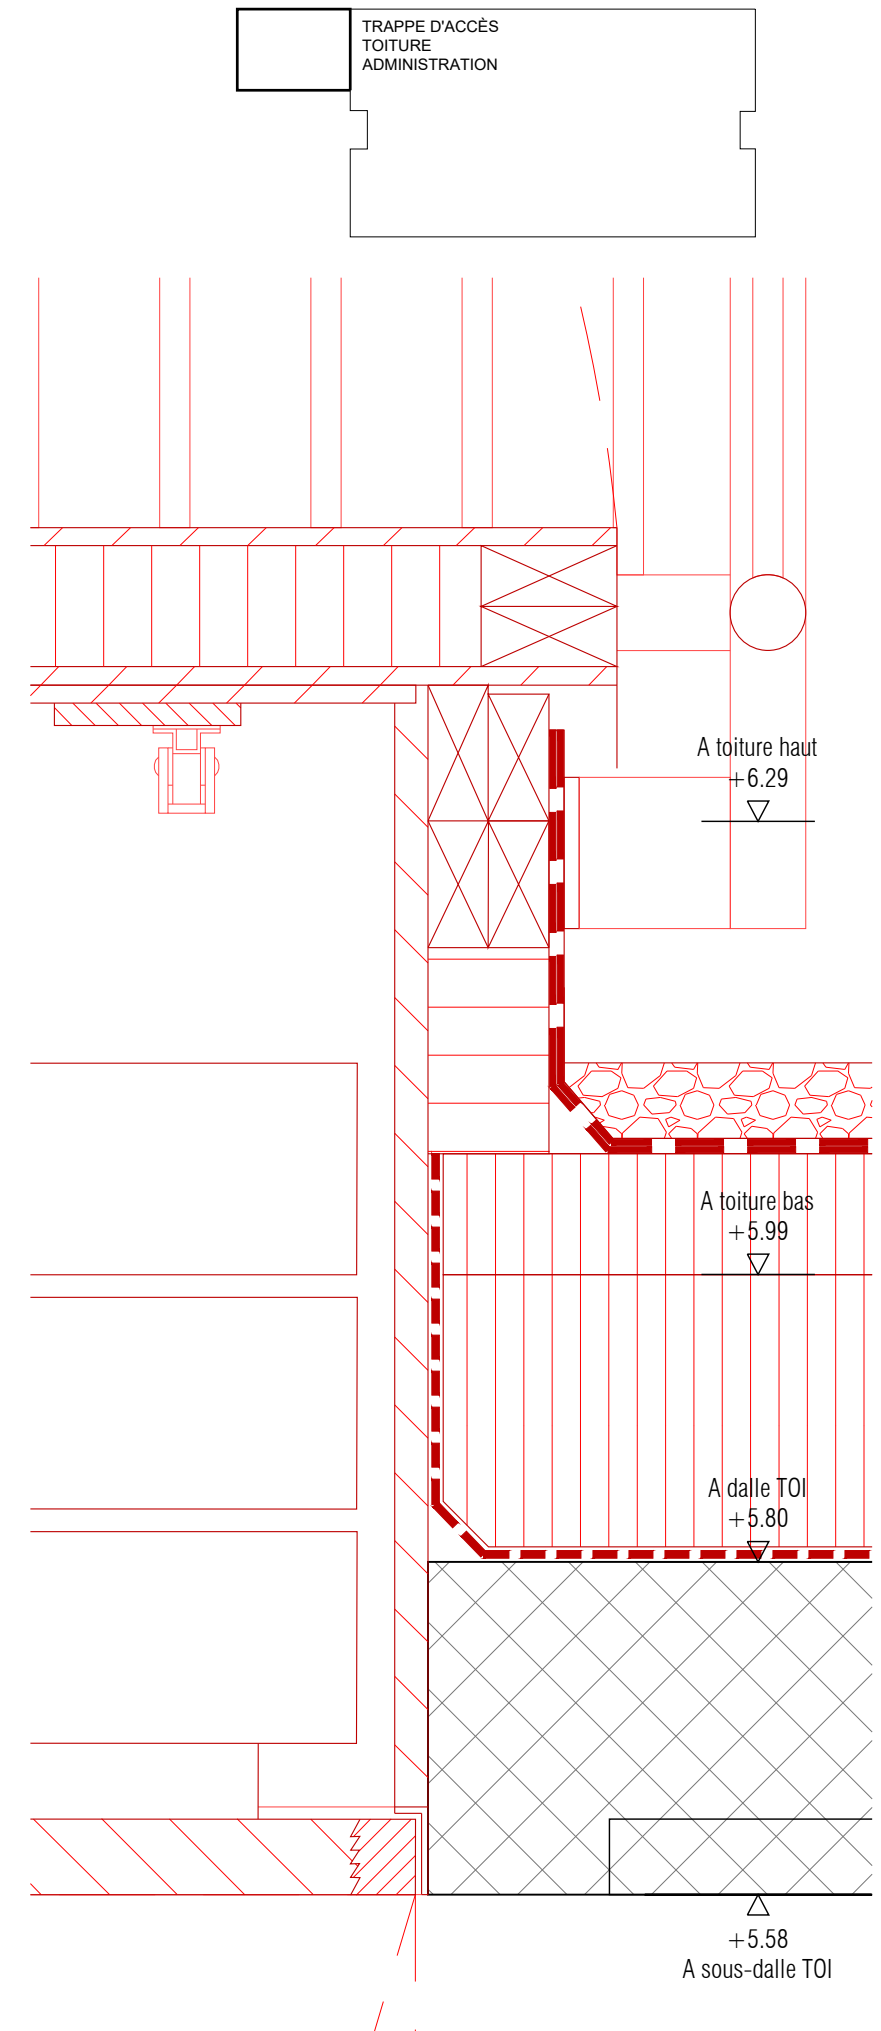 TRAPPE D'ACCÈS
TOITURE
ADMINISTRATION
A toiture haut
+6.29
A toiture bas
+5.99
A dalle TOI
+5.80
+5.58
A sous-dalle TOI